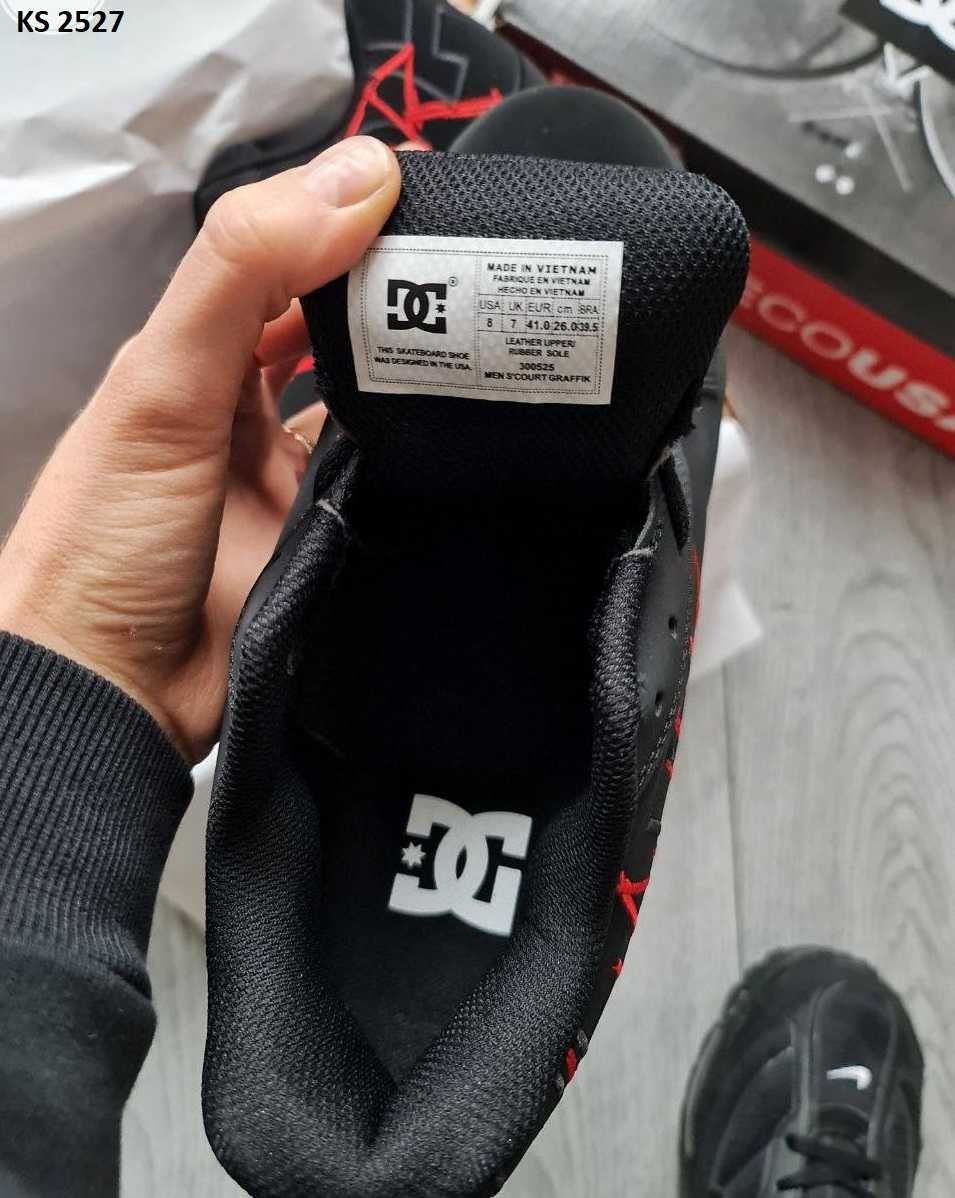 KS 2527
DC®
MADE IN VIETNAM
FABRIQUE EN VIETNAM
HECHO EN VIETNAM
USA UK EUR cm BRA
8 7 41.0 26.0 39.5
LEATHER UPPER/
RUBBER SOLE
300525
MEN S'COURT GRAFFIK
THIS SKATEBOARD SHOE
WAS DESIGNED IN THE USA.
ECOUSA
DC